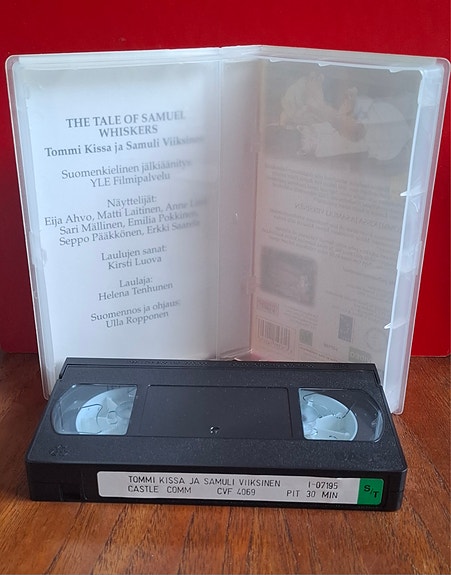 THE TALE OF SAMUEL
WHISKERS
Tommi Kissa ja Samuli Viiksinen
Suomenkielinen jälkiäänitys
YLE Filmipalvelu
Näyttelijät:
Eija Ahvo, Matti Laitinen, Anne
Sari Mällinen, Emilia Pokkinen,
Seppo Pääkkönen, Erkki Saarela
Laulujen sanat:
Kirsti Luova
Laulaja:
Helena Tenhunen
Suomennos ja ohjaus:
Ulla Ropponen
TOMMI KISSA JA SAMULI VIIKSINEN I-07195
CASTLE COMM CVF 4069 PIT 30 MIN
S/T